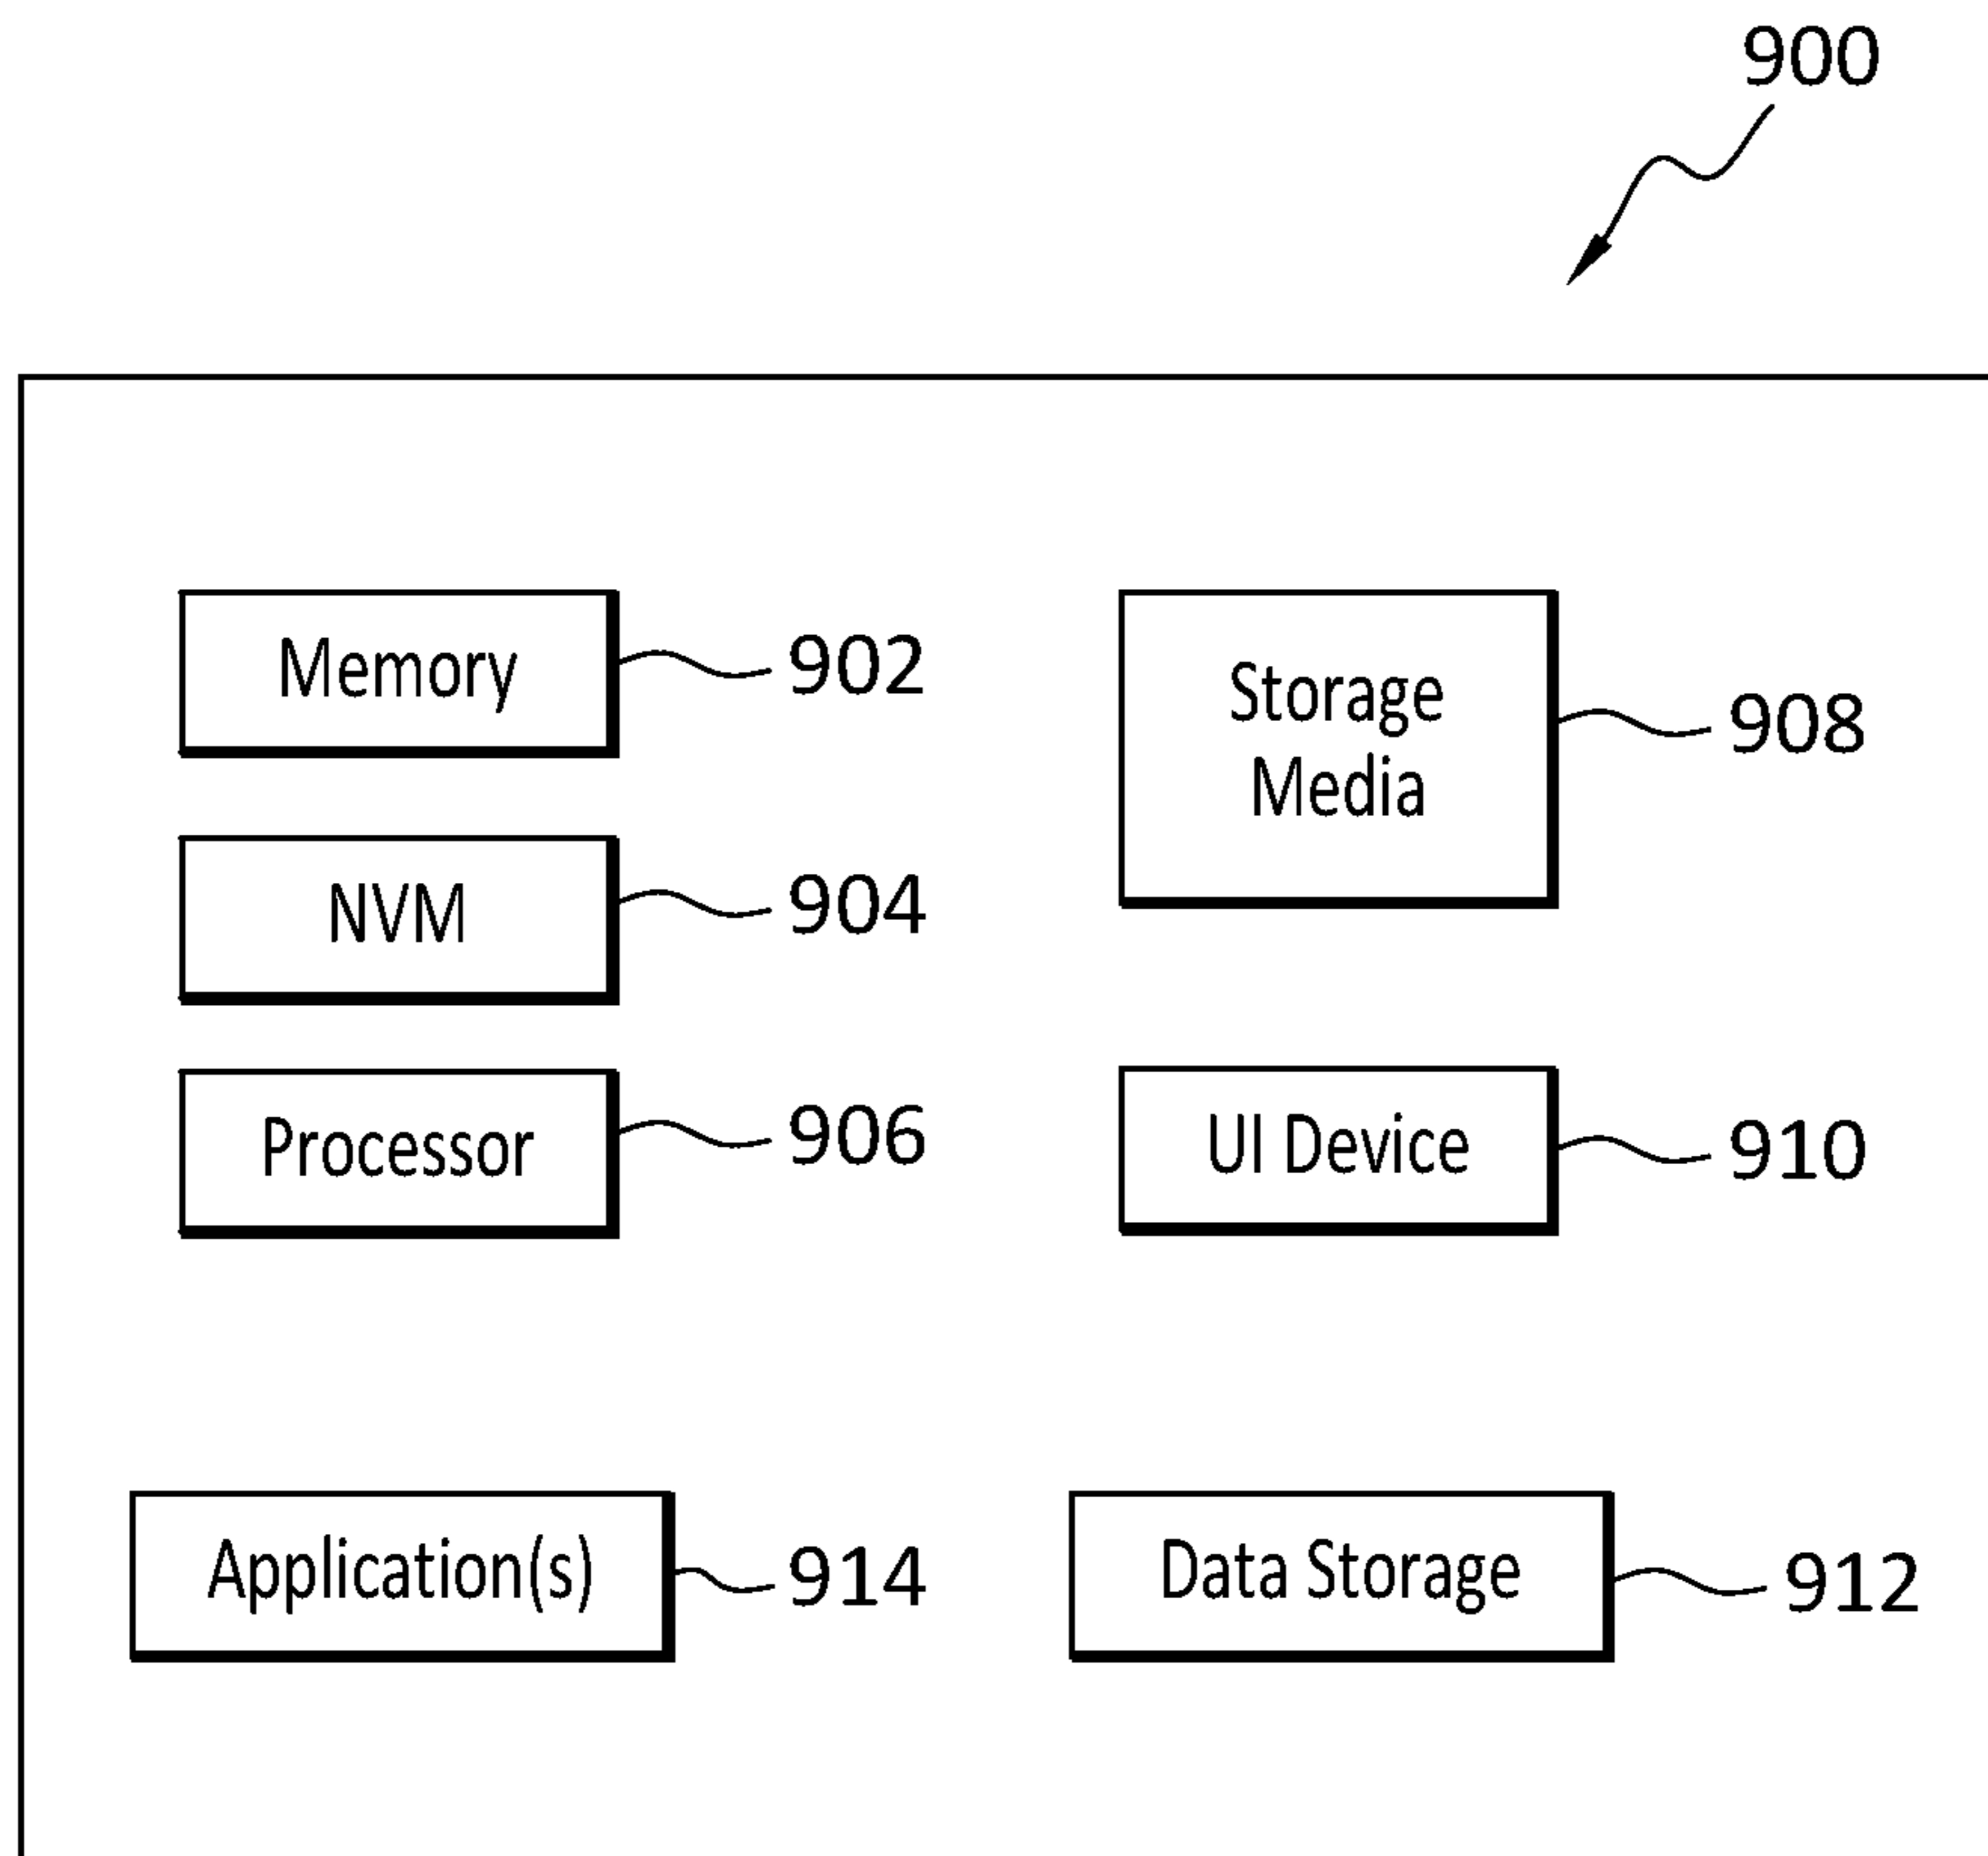 900
Memory
902
Storage
Media
908
NVM
904
Processor
906
UI Device
910
Application(s)
914
Data Storage
912